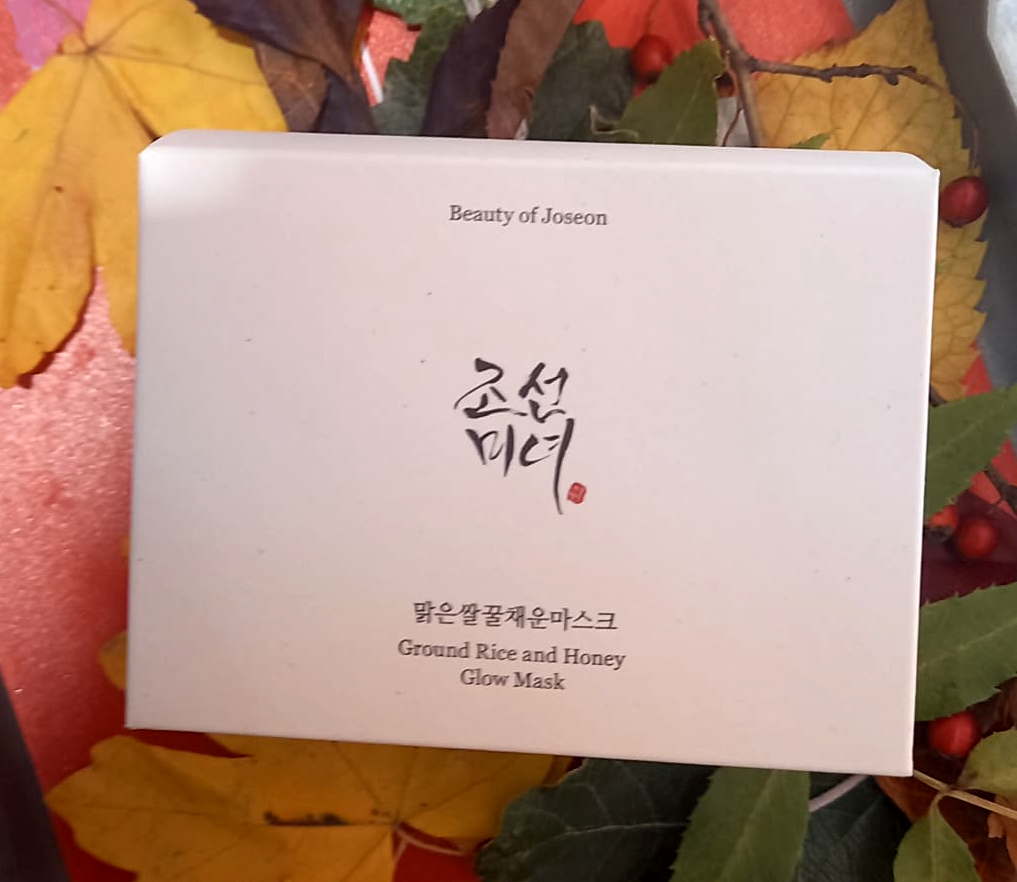 Beauty of Joseon
조선
미녀
맑은쌀꿀채운마스크
Ground Rice and Honey
Glow Mask